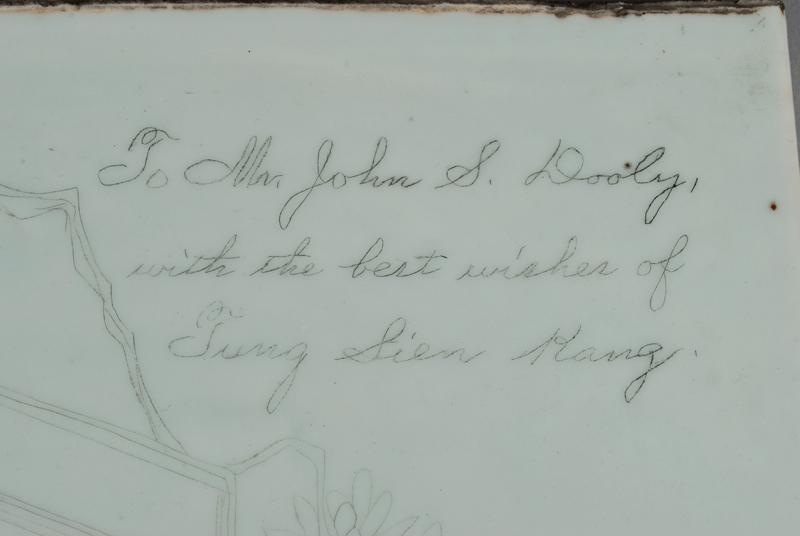 To Mr. John S. Dooly,
with the best wishes of
Tung Sien Kang.